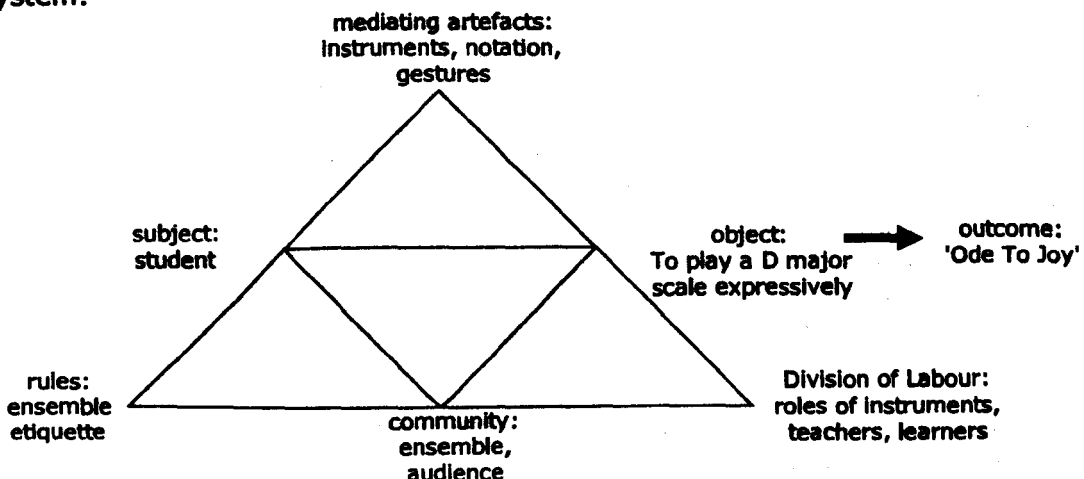 mediating artefacts:
instruments, notation,
gestures
subject:
student
object:
To play a D major
scale expressively
outcome:
'Ode To Joy'
rules:
ensemble
etiquette
community:
ensemble,
audience
Division of Labour:
roles of instruments,
teachers, learners